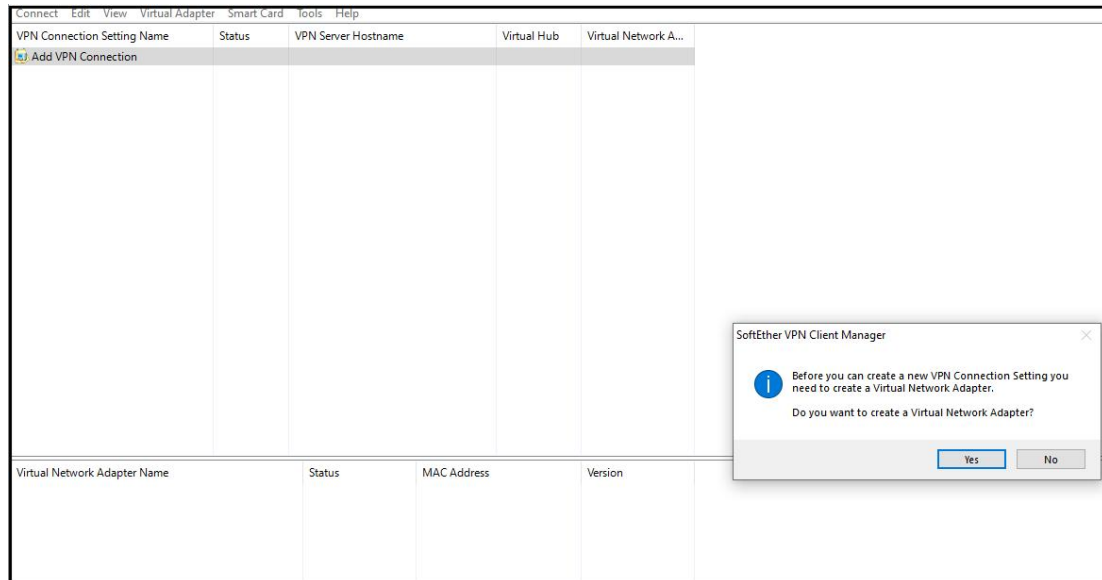 Connect Edit View Virtual Adapter Smart Card Tools Help
VPN Connection Setting Name Status VPN Server Hostname Virtual Hub Virtual Network A...
Add VPN Connection
SoftEther VPN Client Manager
Before you can create a new VPN Connection Setting you
need to create a Virtual Network Adapter.
Do you want to create a Virtual Network Adapter?
Yes No
Virtual Network Adapter Name Status MAC Address Version